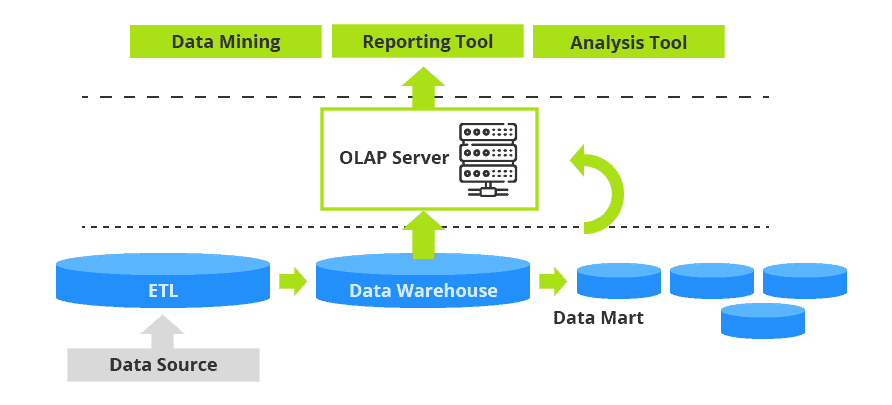 Data Mining
Reporting Tool
Analysis Tool
OLAP Server
ETL
Data Warehouse
Data Mart
Data Source